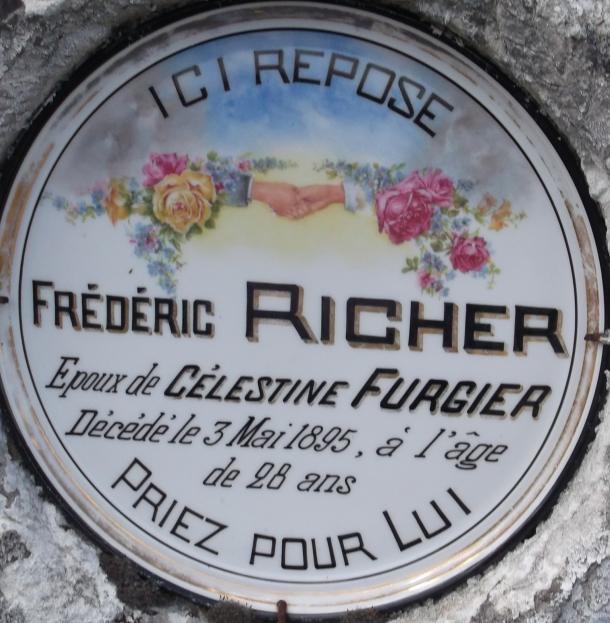 ICI REPOSE
FRÉDÉRIC RICHER
Epoux de CÉLESTINE FURGIER
Décédé le 3 Mai 1895, á l'âge
de 28 ans
PRIEZ POUR LUI